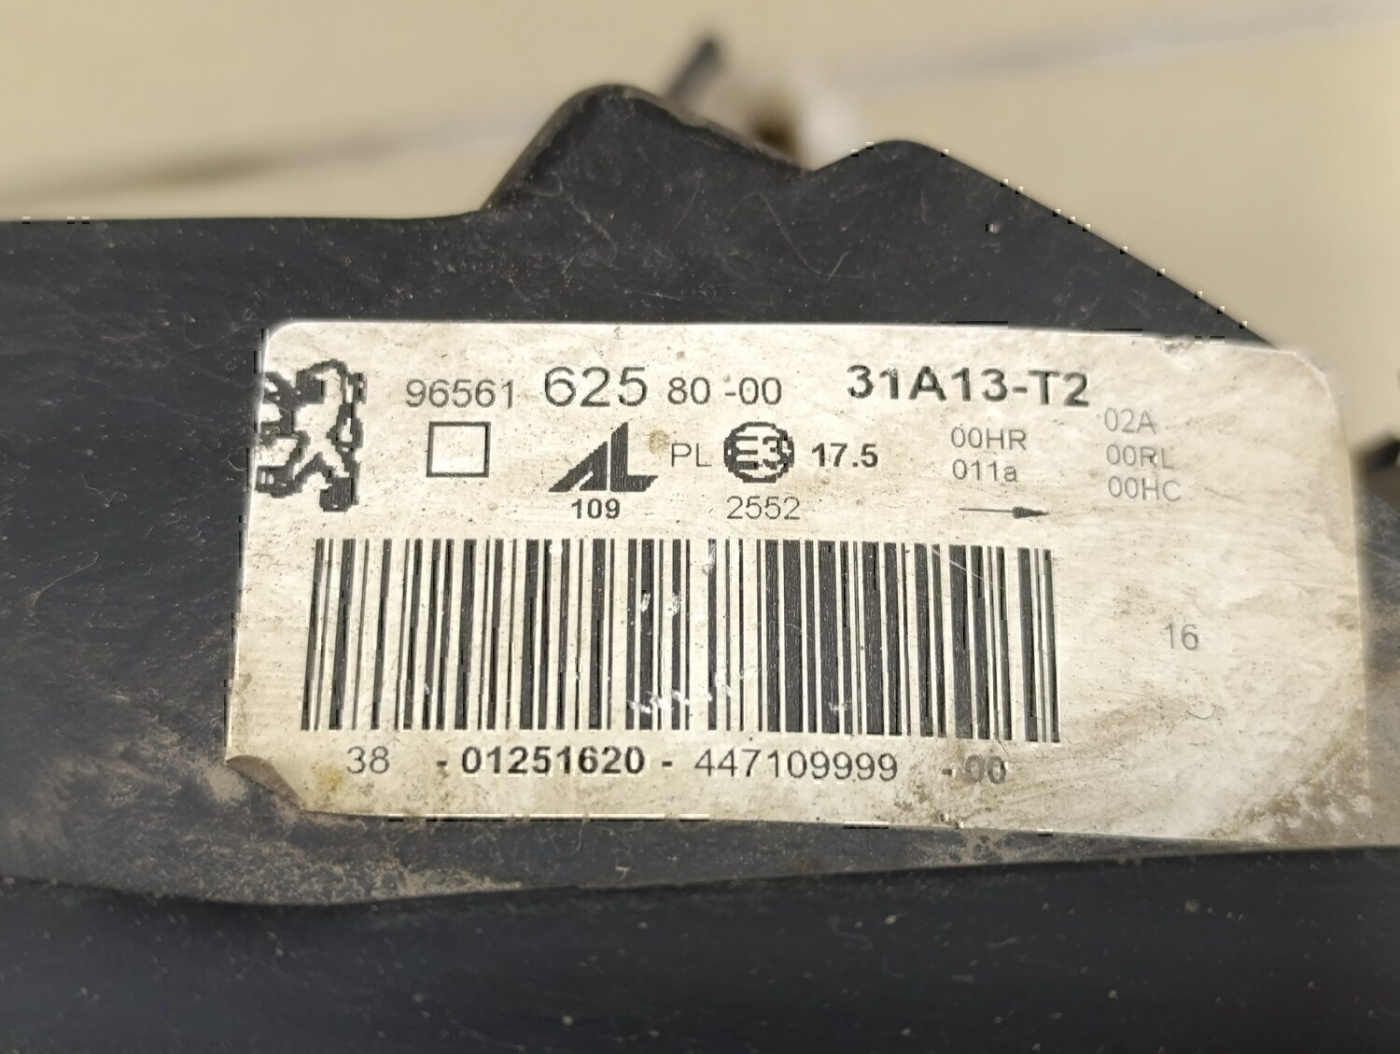 96561 625 80-00 31A13-T2
AL PL E3 17.5 00HR 02A
011a 00RL
109 2552 00HC
16
38 - 01251620 - 447109999 - 00